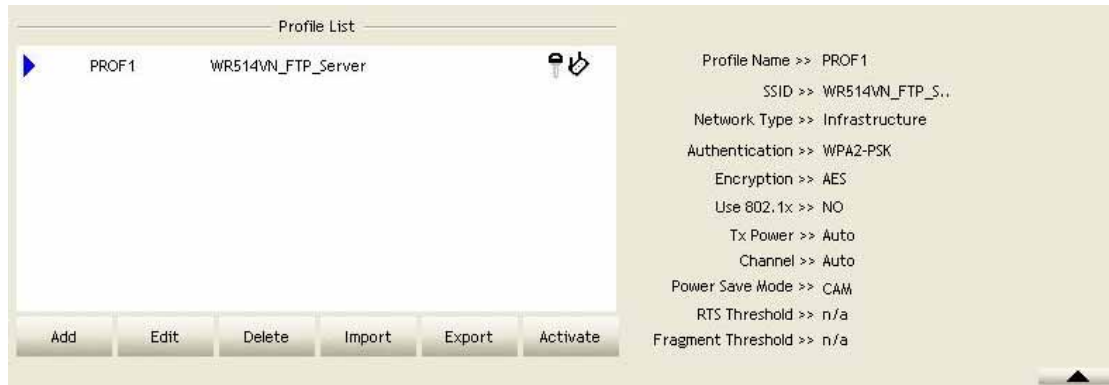 Profile List
PROF1 WR514VN_FTP_Server
Add Edit Delete Import Export Activate
Profile Name >> PROF1
SSID >> WR514VN_FTP_S..
Network Type >> Infrastructure
Authentication >> WPA2-PSK
Encryption >> AES
Use 802.1x >> NO
Tx Power >> Auto
Channel >> Auto
Power Save Mode >> CAM
RTS Threshold >> n/a
Fragment Threshold >> n/a